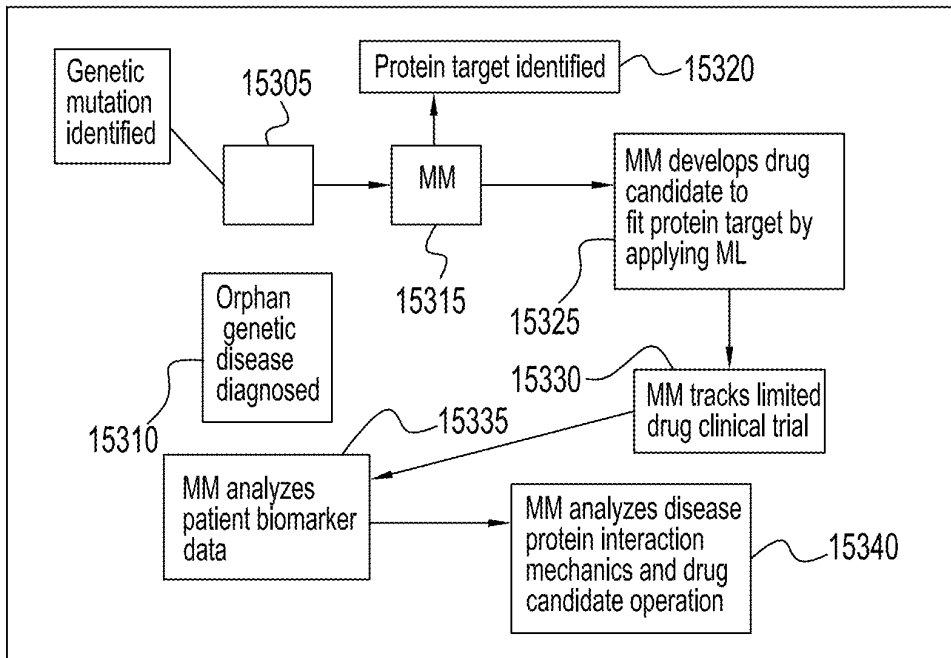 Genetic
mutation
identified
15305
Protein target identified
15320
MM
15315
MM develops drug
candidate to
fit protein target by
applying ML
15325
Orphan
genetic
disease
diagnosed
15310
15330
MM tracks limited
drug clinical trial
15335
MM analyzes
patient biomarker
data
MM analyzes disease
protein interaction
mechanics and drug
candidate operation
15340